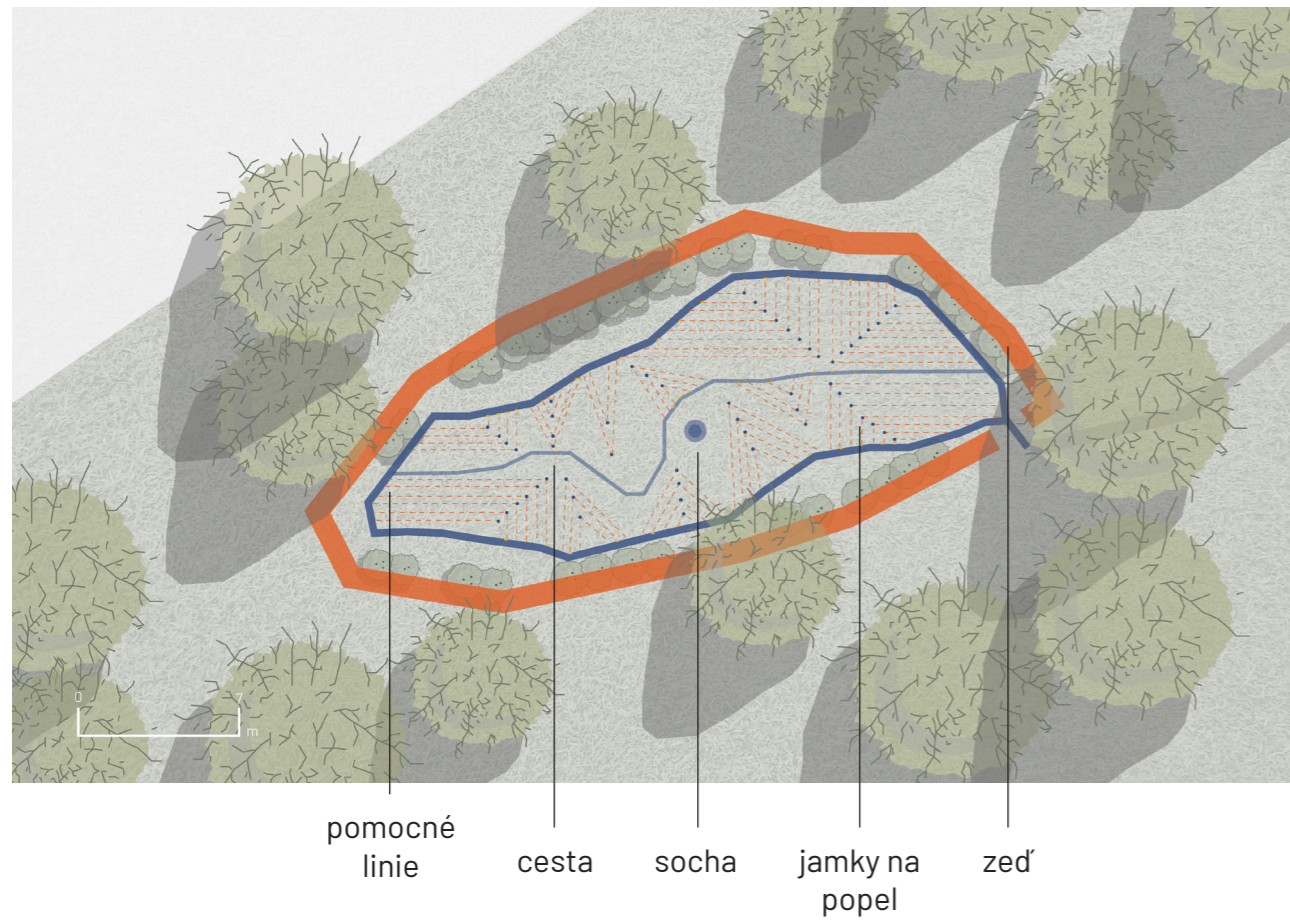 0 7
m
pomocné
linie
cesta
socha
jamky na
popel
zeď